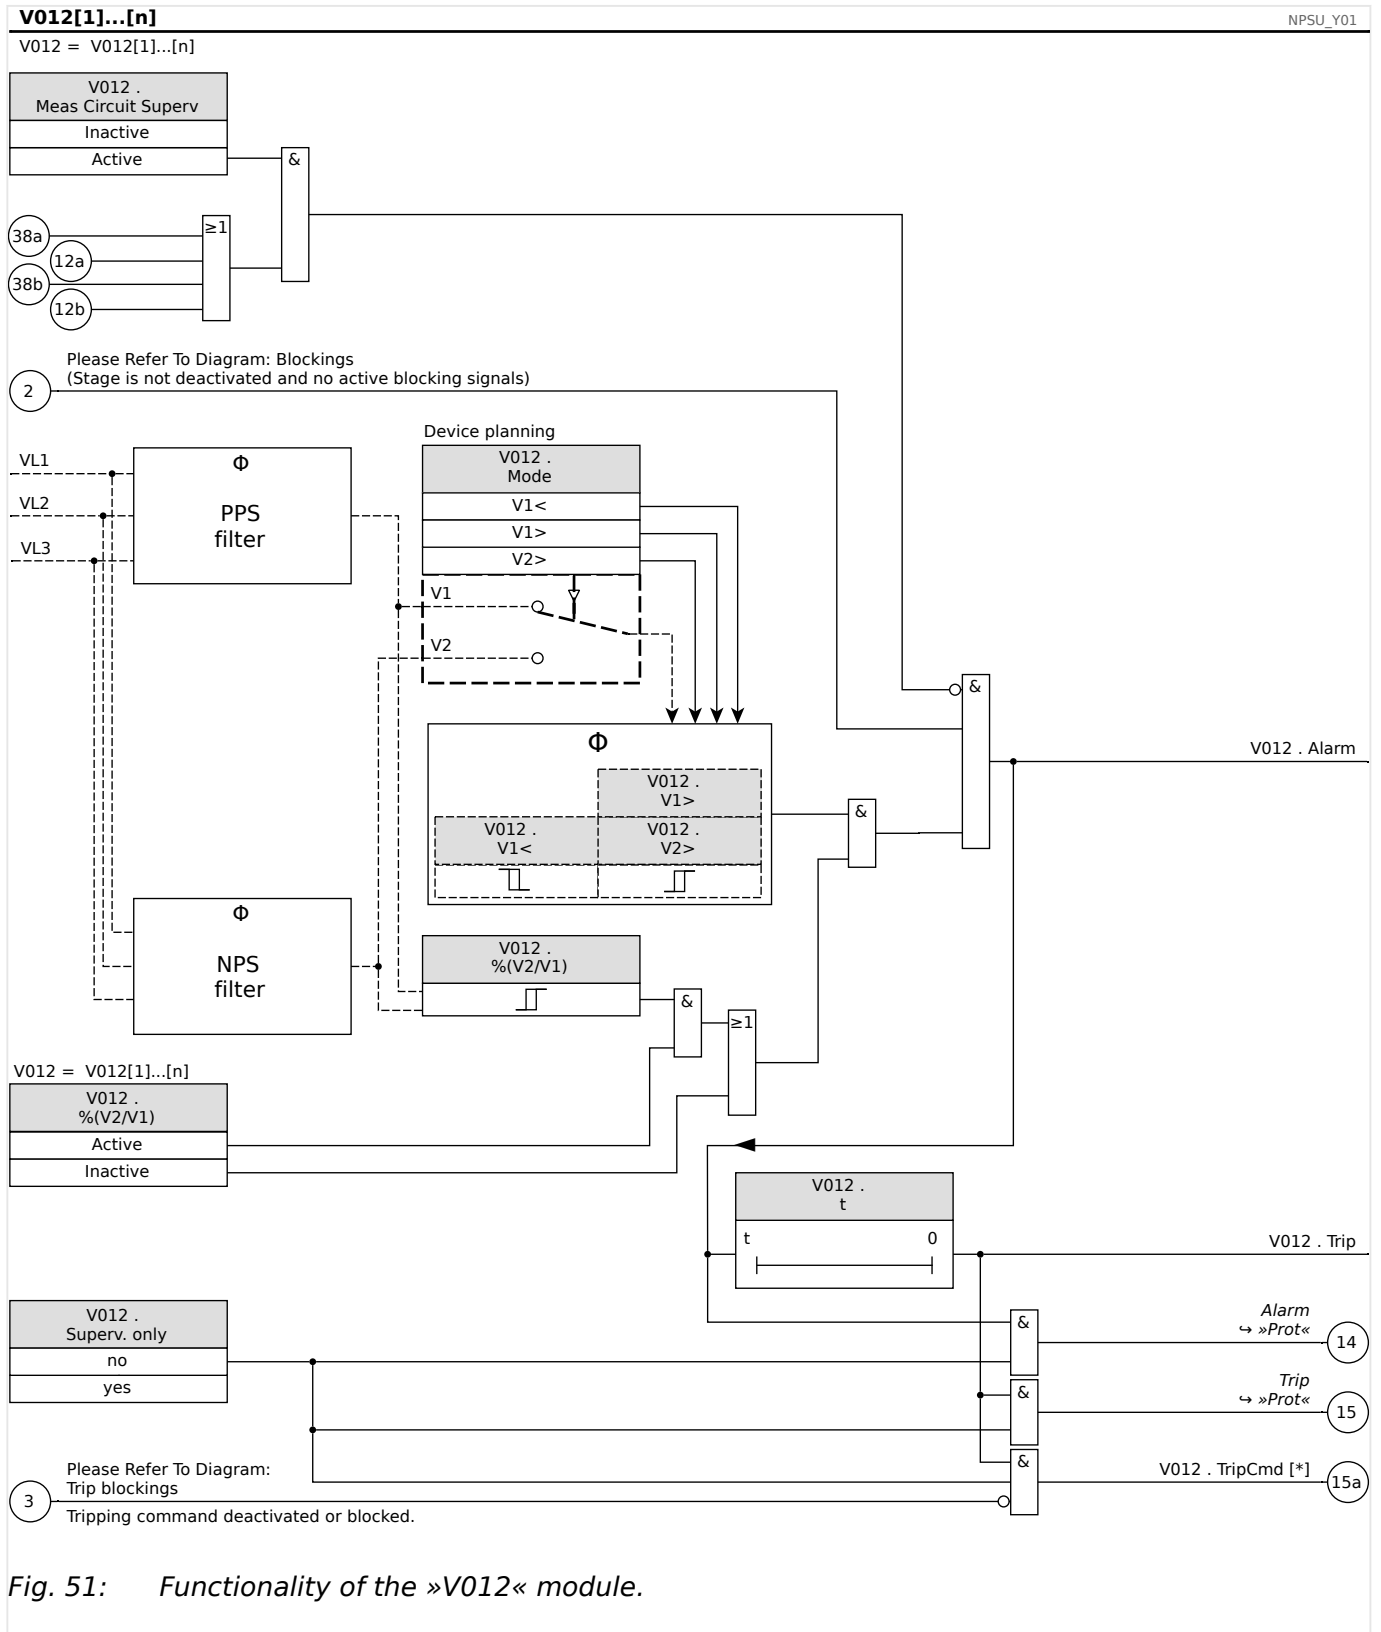 V012[1]...[n]
NPSU_Y01
V012 = V012[1]...[n]
V012 .
Meas Circuit Superv
Inactive
Active
&
38a
≥1
12a
38b
12b
Please Refer To Diagram: Blockings
(Stage is not deactivated and no active blocking signals)
2
Device planning
VL1
VL2
VL3
Φ
PPS
filter
V012 .
Mode
V1<
V1>
V2>
V1
V2
&
V012 . Alarm
Φ
V012 .
V1>
V012 .
V1<
V012 .
V2>
&
Φ
NPS
filter
V012 .
%(V2/V1)
&
≥1
V012 = V012[1]...[n]
V012 .
%(V2/V1)
Active
Inactive
V012 .
t
t 0
V012 . Trip
V012 .
Superv. only
no
yes
&
Alarm
↪ »Prot«
14
&
Trip
↪ »Prot«
15
&
V012 . TripCmd [*]
15a
Please Refer To Diagram:
Trip blockings
3
Tripping command deactivated or blocked.
Fig. 51: Functionality of the »V012« module.